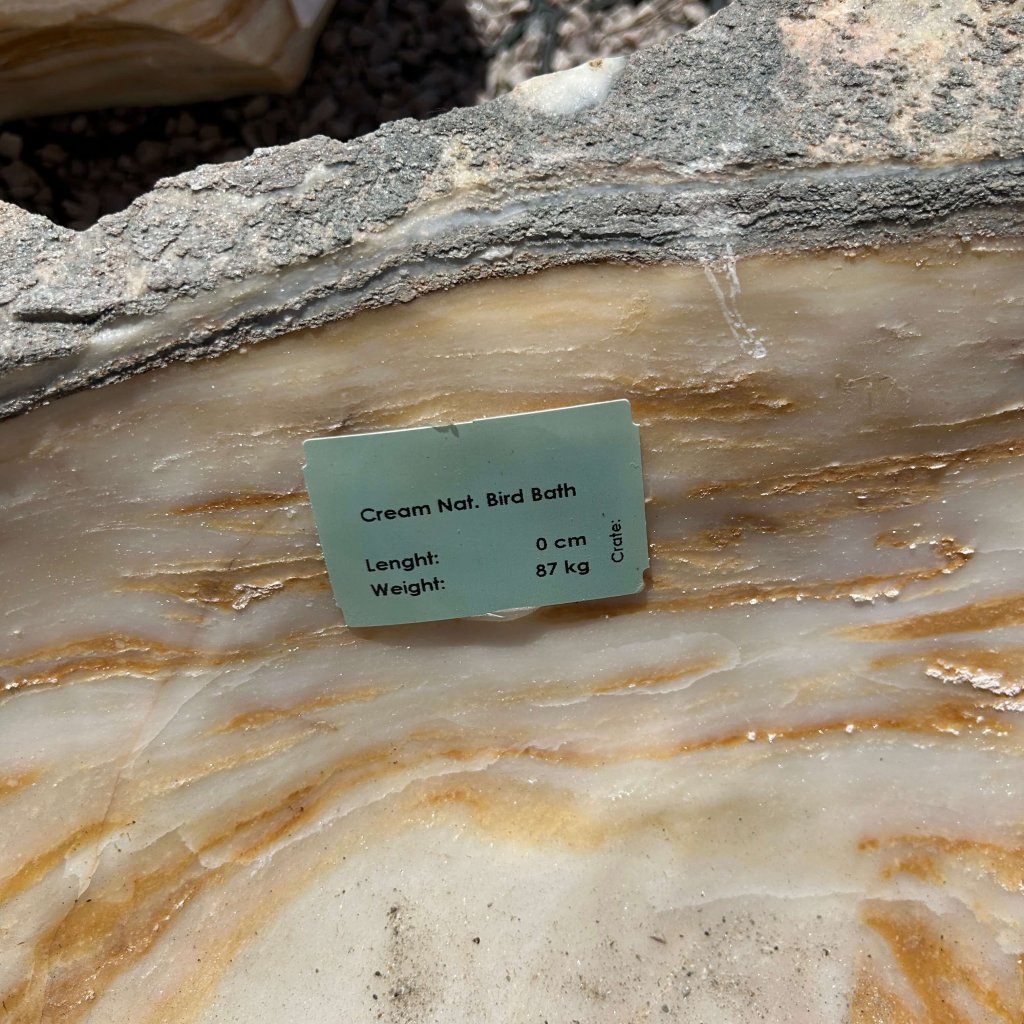 Cream Nat. Bird Bath
Lenght: 0 cm
Weight: 87 kg
Crate: